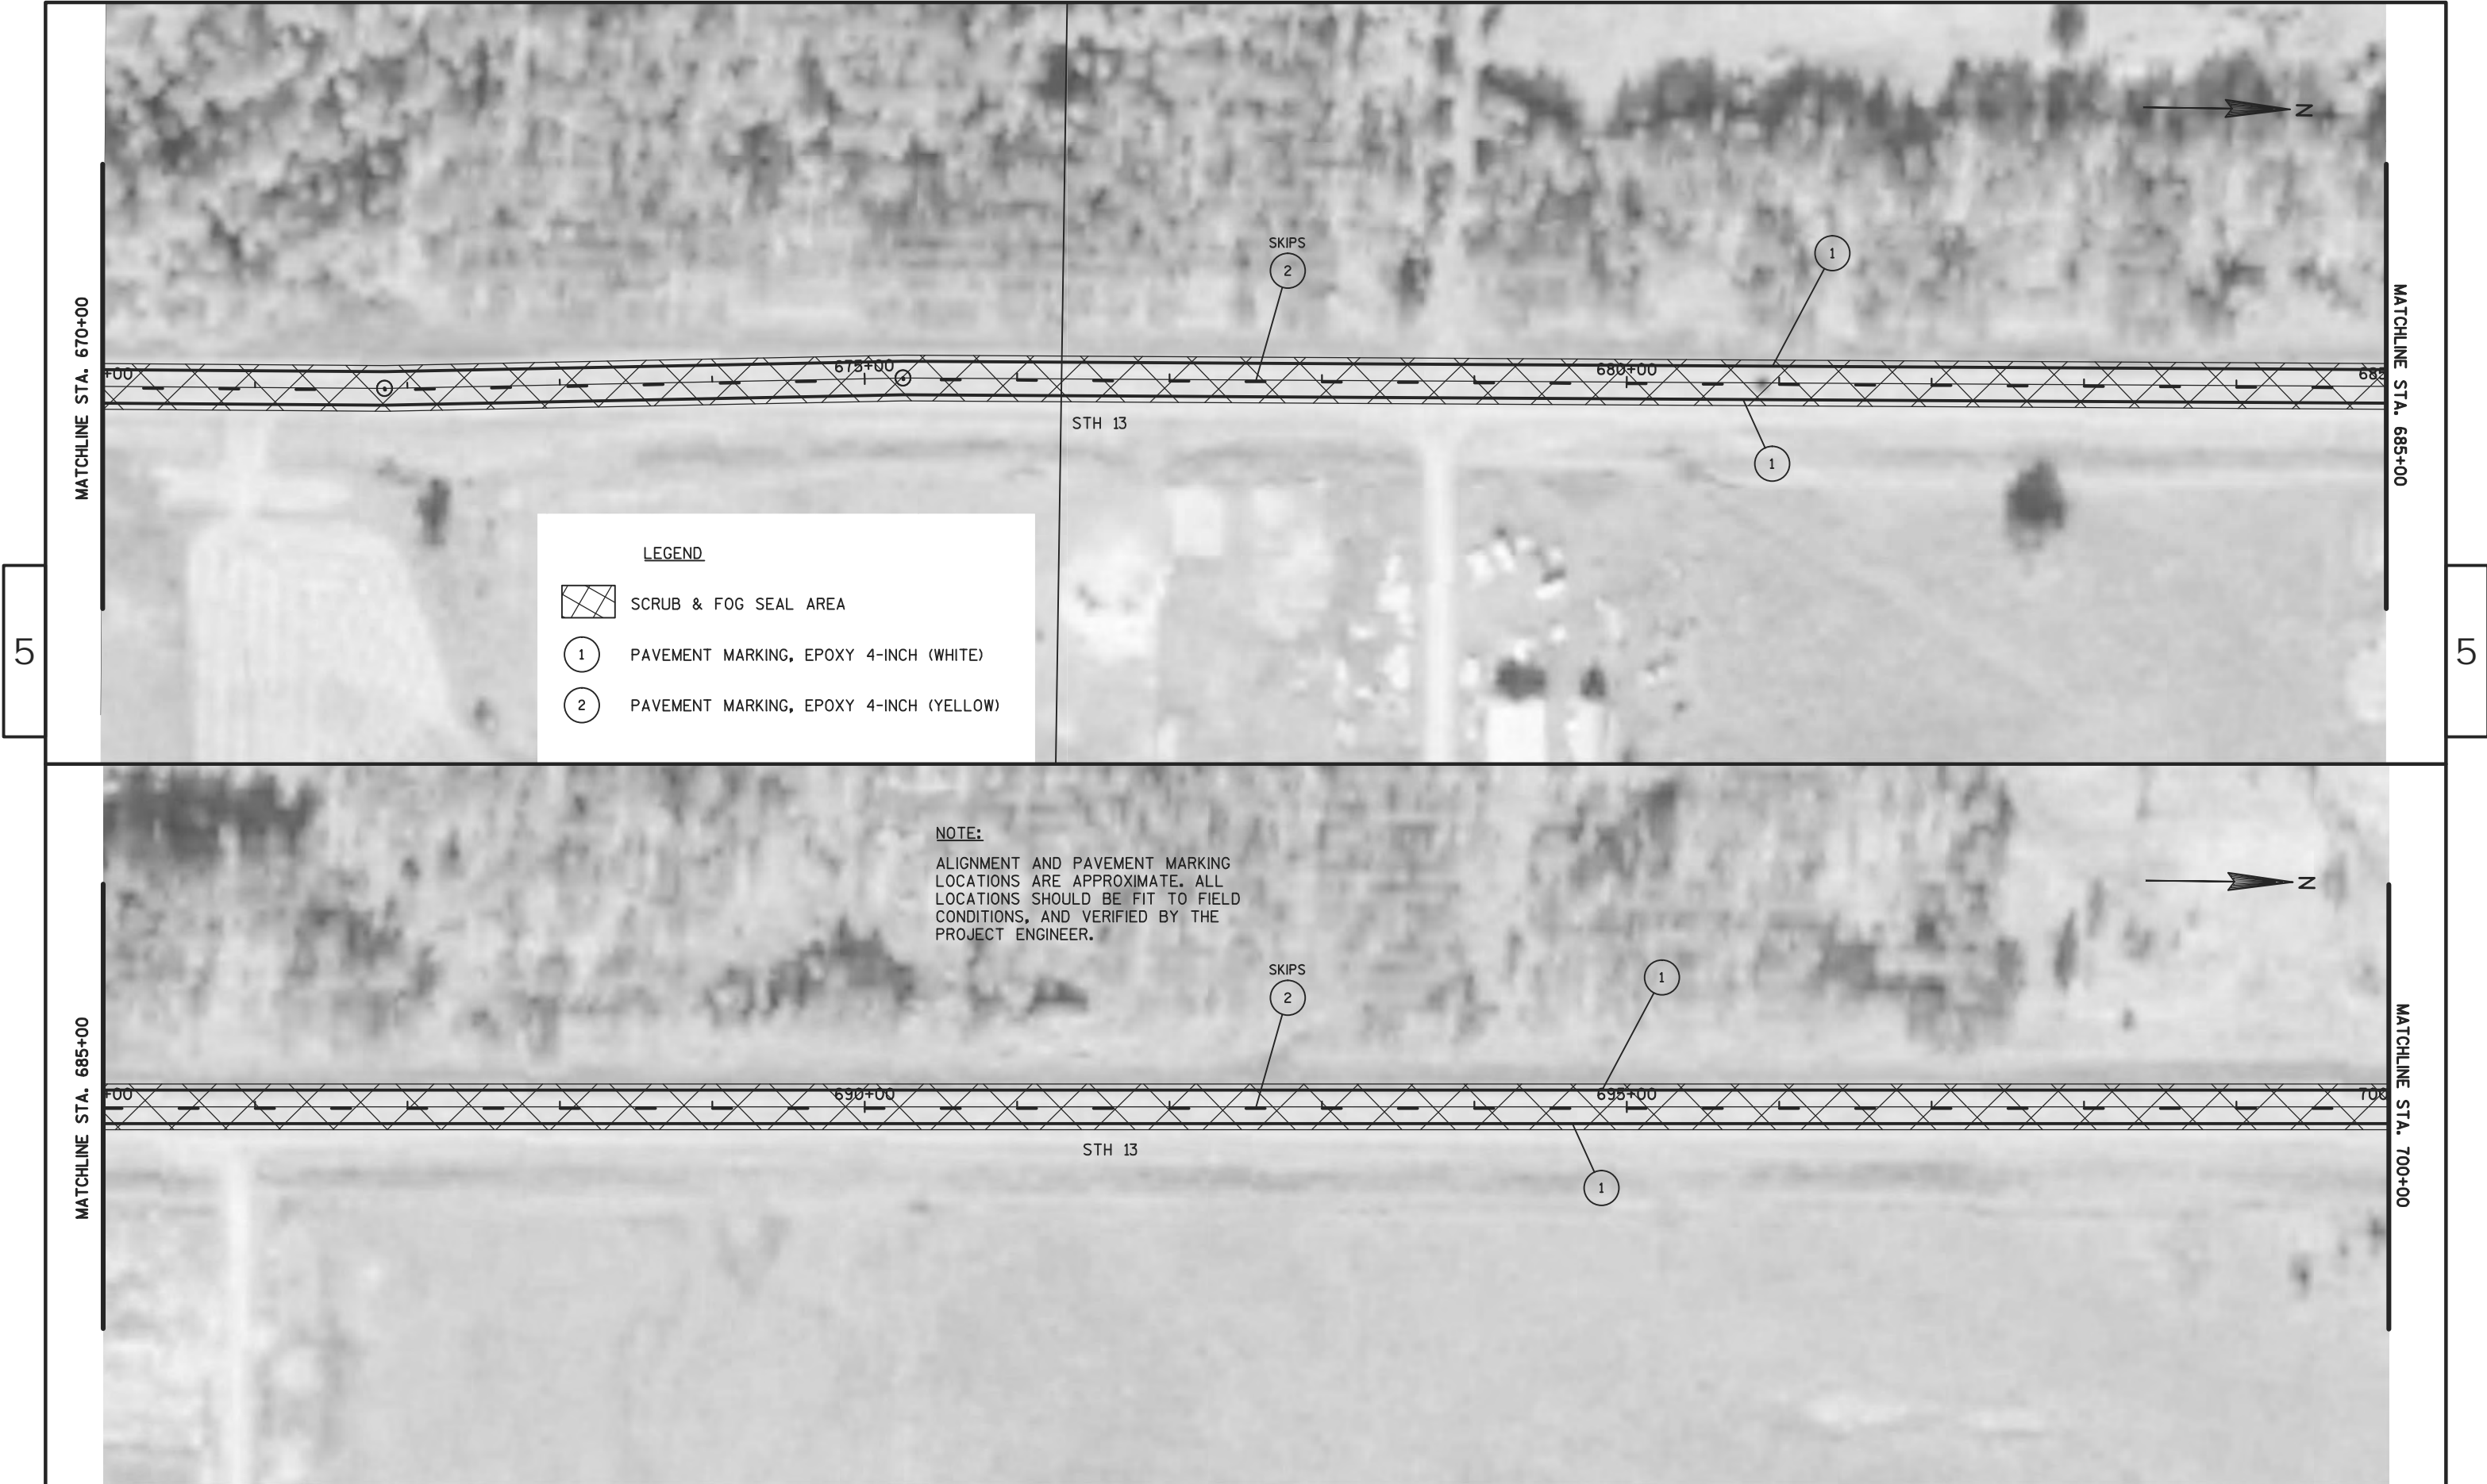 N
SKIPS
2
1
MATCHLINE STA. 670+00
MATCHLINE STA. 685+00
+00
675+00
680+00
685
STH 13
1
LEGEND
SCRUB & FOG SEAL AREA
1 PAVEMENT MARKING, EPOXY 4-INCH (WHITE)
2 PAVEMENT MARKING, EPOXY 4-INCH (YELLOW)
5
5
NOTE:
ALIGNMENT AND PAVEMENT MARKING
LOCATIONS ARE APPROXIMATE. ALL
LOCATIONS SHOULD BE FIT TO FIELD
CONDITIONS, AND VERIFIED BY THE
PROJECT ENGINEER.
N
SKIPS
2
1
MATCHLINE STA. 685+00
MATCHLINE STA. 700+00
+00
690+00
695+00
700
STH 13
1